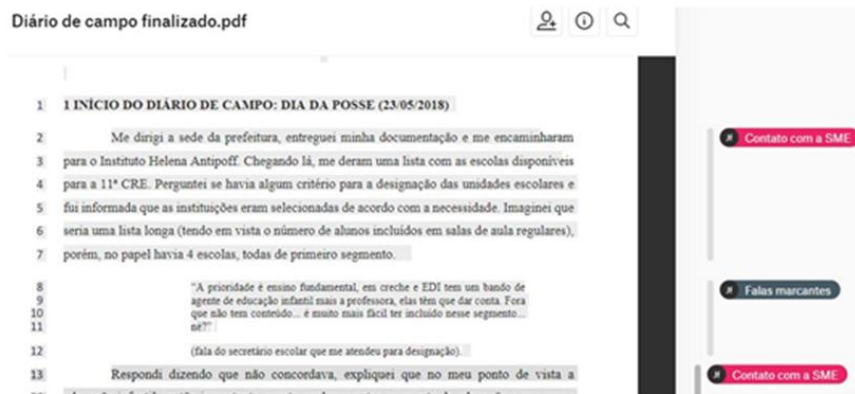 Diário de campo finalizado.pdf
1 1 INÍCIO DO DIÁRIO DE CAMPO: DIA DA POSSE (23/05/2018)
2 Me dirigi a sede da prefeitura, entreguei minha documentação e me encaminharam
Contato com a SME
3 para o Instituto Helena Antipoff. Chegando lá, me deram uma lista com as escolas disponíveis
4 para a 11ª CRE. Perguntei se havia algum critério para a designação das unidades escolares e
5 fui informada que as instituições eram selecionadas de acordo com a necessidade. Imaginei que
6 seria uma lista longa (tendo em vista o número de alunos incluídos em salas de aula regulares),
7 porém, no papel havia 4 escolas, todas de primeiro segmento.
8 "A prioridade é ensino fundamental, em creche e EDI tem um bando de
Falas marcantes
9 agente de educação infantil mais a professora, elas têm que dar conta. Fora
10 que não tem conteúdo... é muito mais fácil ter incluído nesse segmento...
11 né?"
12 (fala do secretário escolar que me atendeu para designação).
13 Respondi dizendo que não concordava, expliquei que no meu ponto de vista a
Contato com a SME